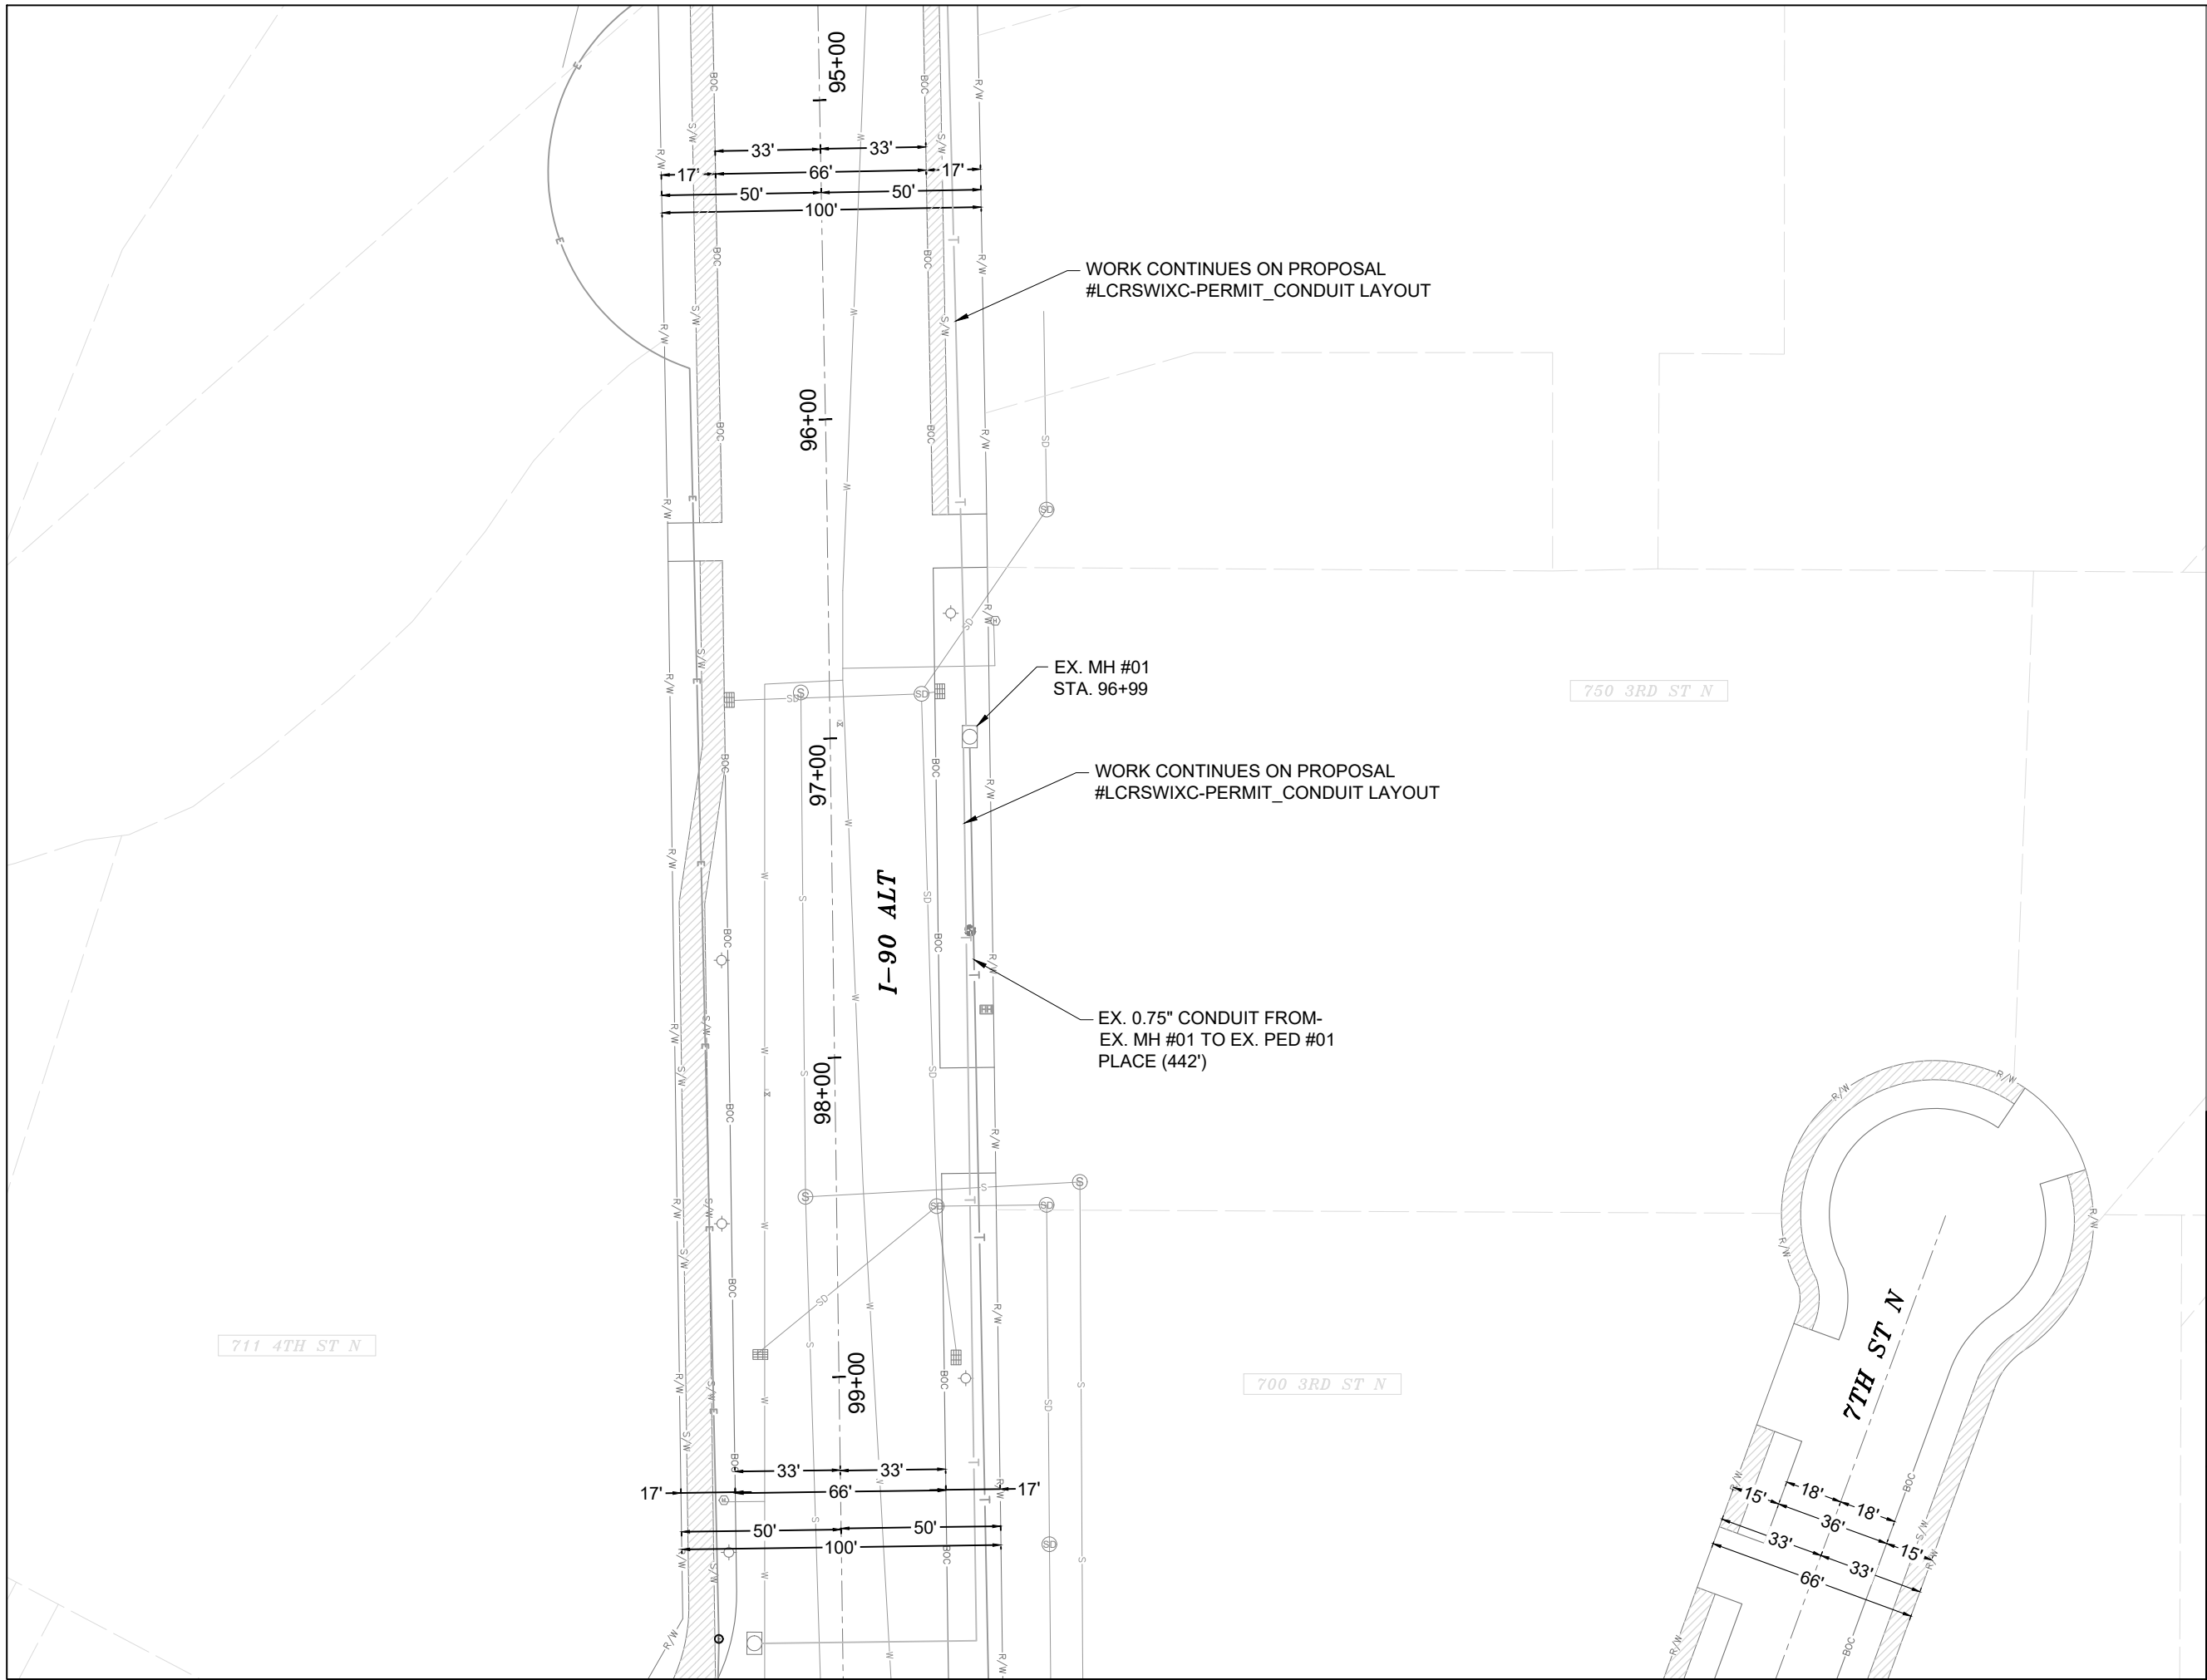 95+00
33' 33'
17' 66' 17'
50' 50'
100'
WORK CONTINUES ON PROPOSAL
#LCRSWIXC-PERMIT_CONDUIT LAYOUT
96+00
EX. MH #01
STA. 96+99
750 3RD ST N
97+00
WORK CONTINUES ON PROPOSAL
#LCRSWIXC-PERMIT_CONDUIT LAYOUT
I-90 ALT
EX. 0.75" CONDUIT FROM-
EX. MH #01 TO EX. PED #01
PLACE (442')
98+00
7TH ST N
711 4TH ST N
99+00
700 3RD ST N
33' 33'
17' 66' 17'
50' 50'
100'
18' 18'
15' 36' 15'
33' 33'
66'
R/W
S/W
BOC
E
W
T
SD
S